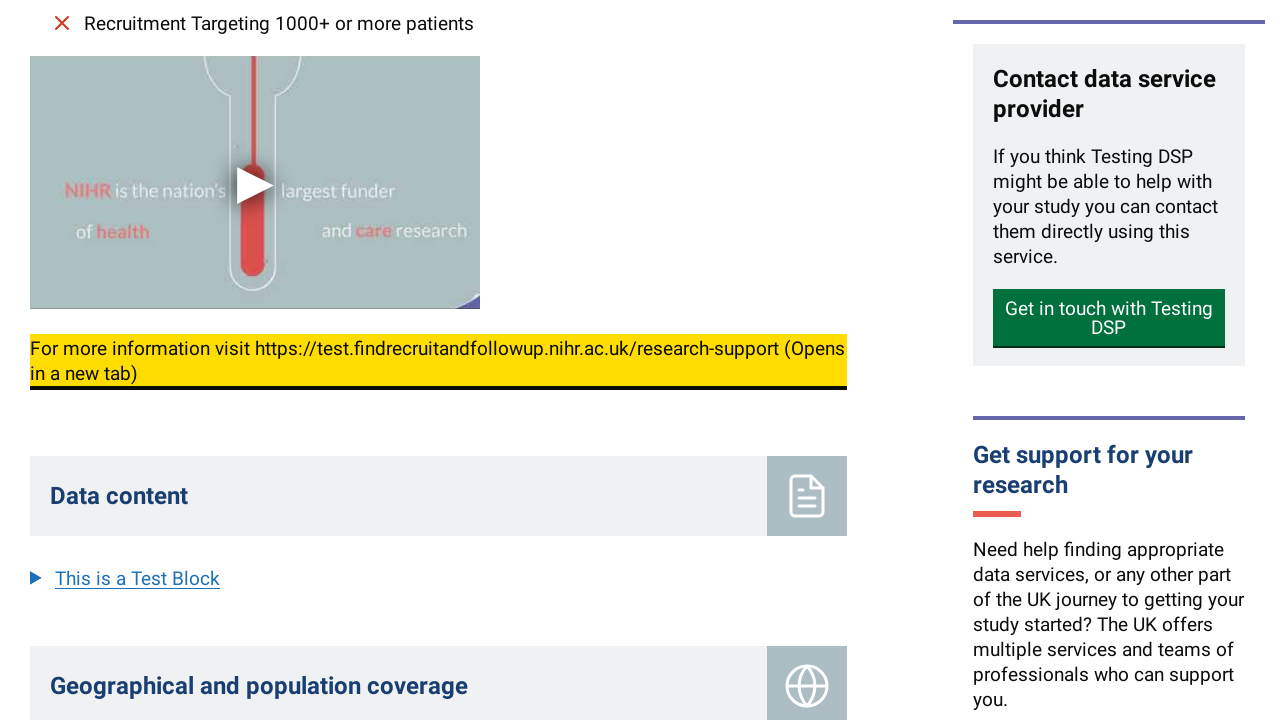 Recruitment Targeting 1000+ or more patients
NIHR is the nation's largest funder
of health and care research
For more information visit https://test.findrecruitandfollowup.nihr.ac.uk/research-support (Opens
in a new tab)
Data content
This is a Test Block
Geographical and population coverage
Contact data service
provider
If you think Testing DSP
might be able to help with
your study you can contact
them directly using this
service.
Get in touch with Testing
DSP
Get support for your
research
Need help finding appropriate
data services, or any other part
of the UK journey to getting your
study started? The UK offers
multiple services and teams of
professionals who can support
you.